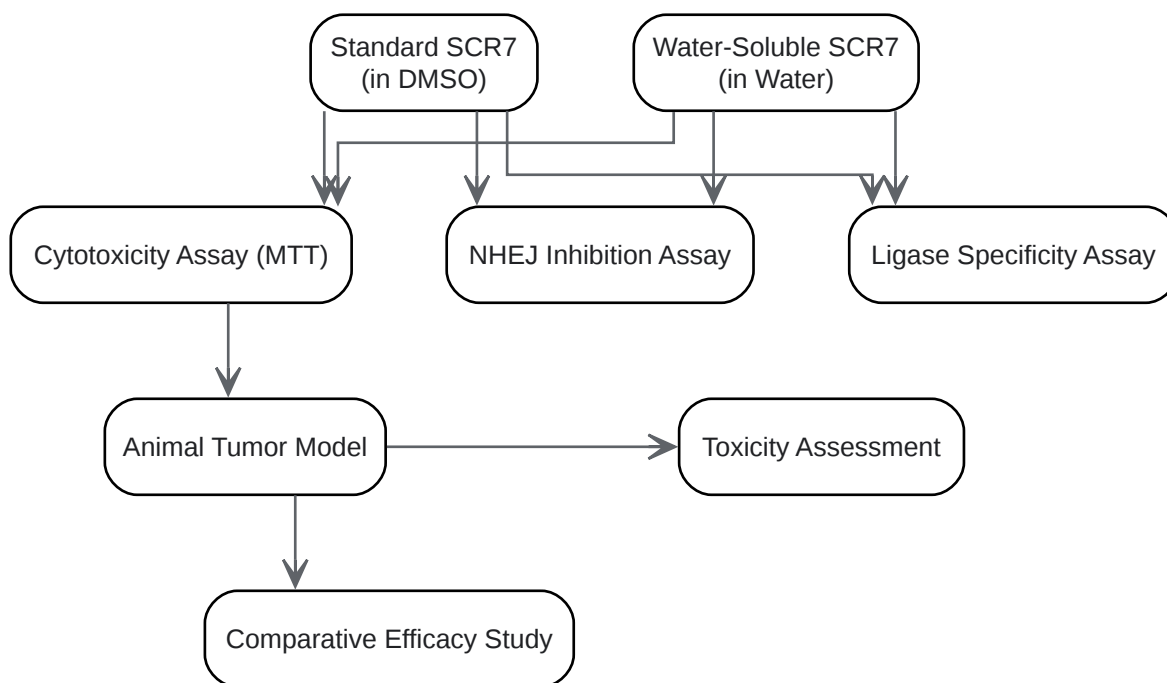 Standard SCR7
(in DMSO)
Water-Soluble SCR7
(in Water)
Cytotoxicity Assay (MTT)
NHEJ Inhibition Assay
Ligase Specificity Assay
Animal Tumor Model
Toxicity Assessment
Comparative Efficacy Study